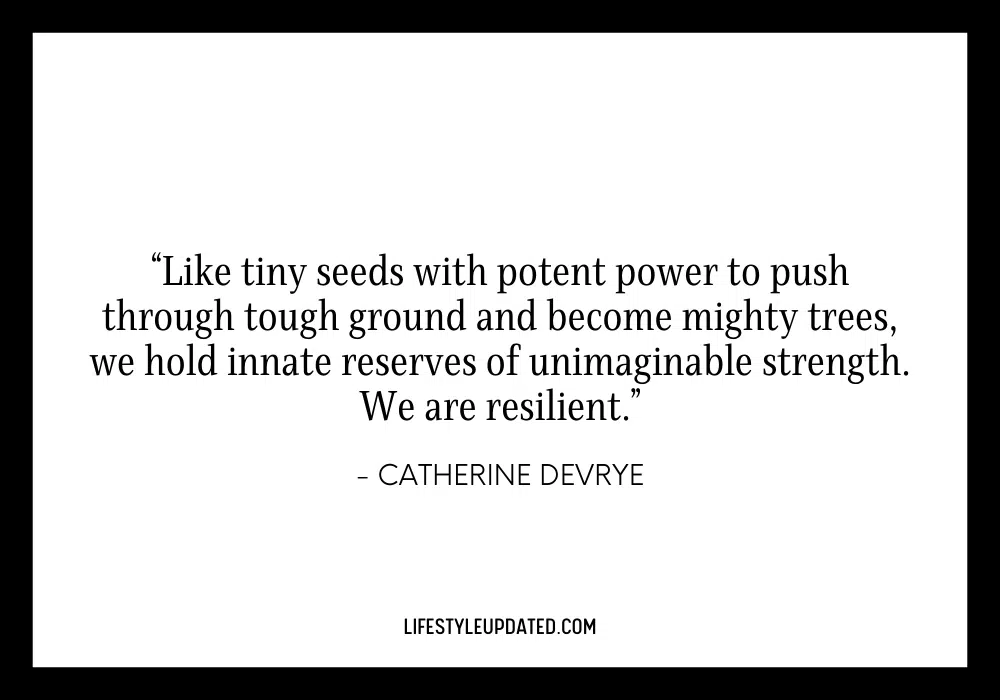 “Like tiny seeds with potent power to push
through tough ground and become mighty trees,
we hold innate reserves of unimaginable strength.
We are resilient.”
– CATHERINE DEVRYE
LIFESTYLEUPDATED.COM